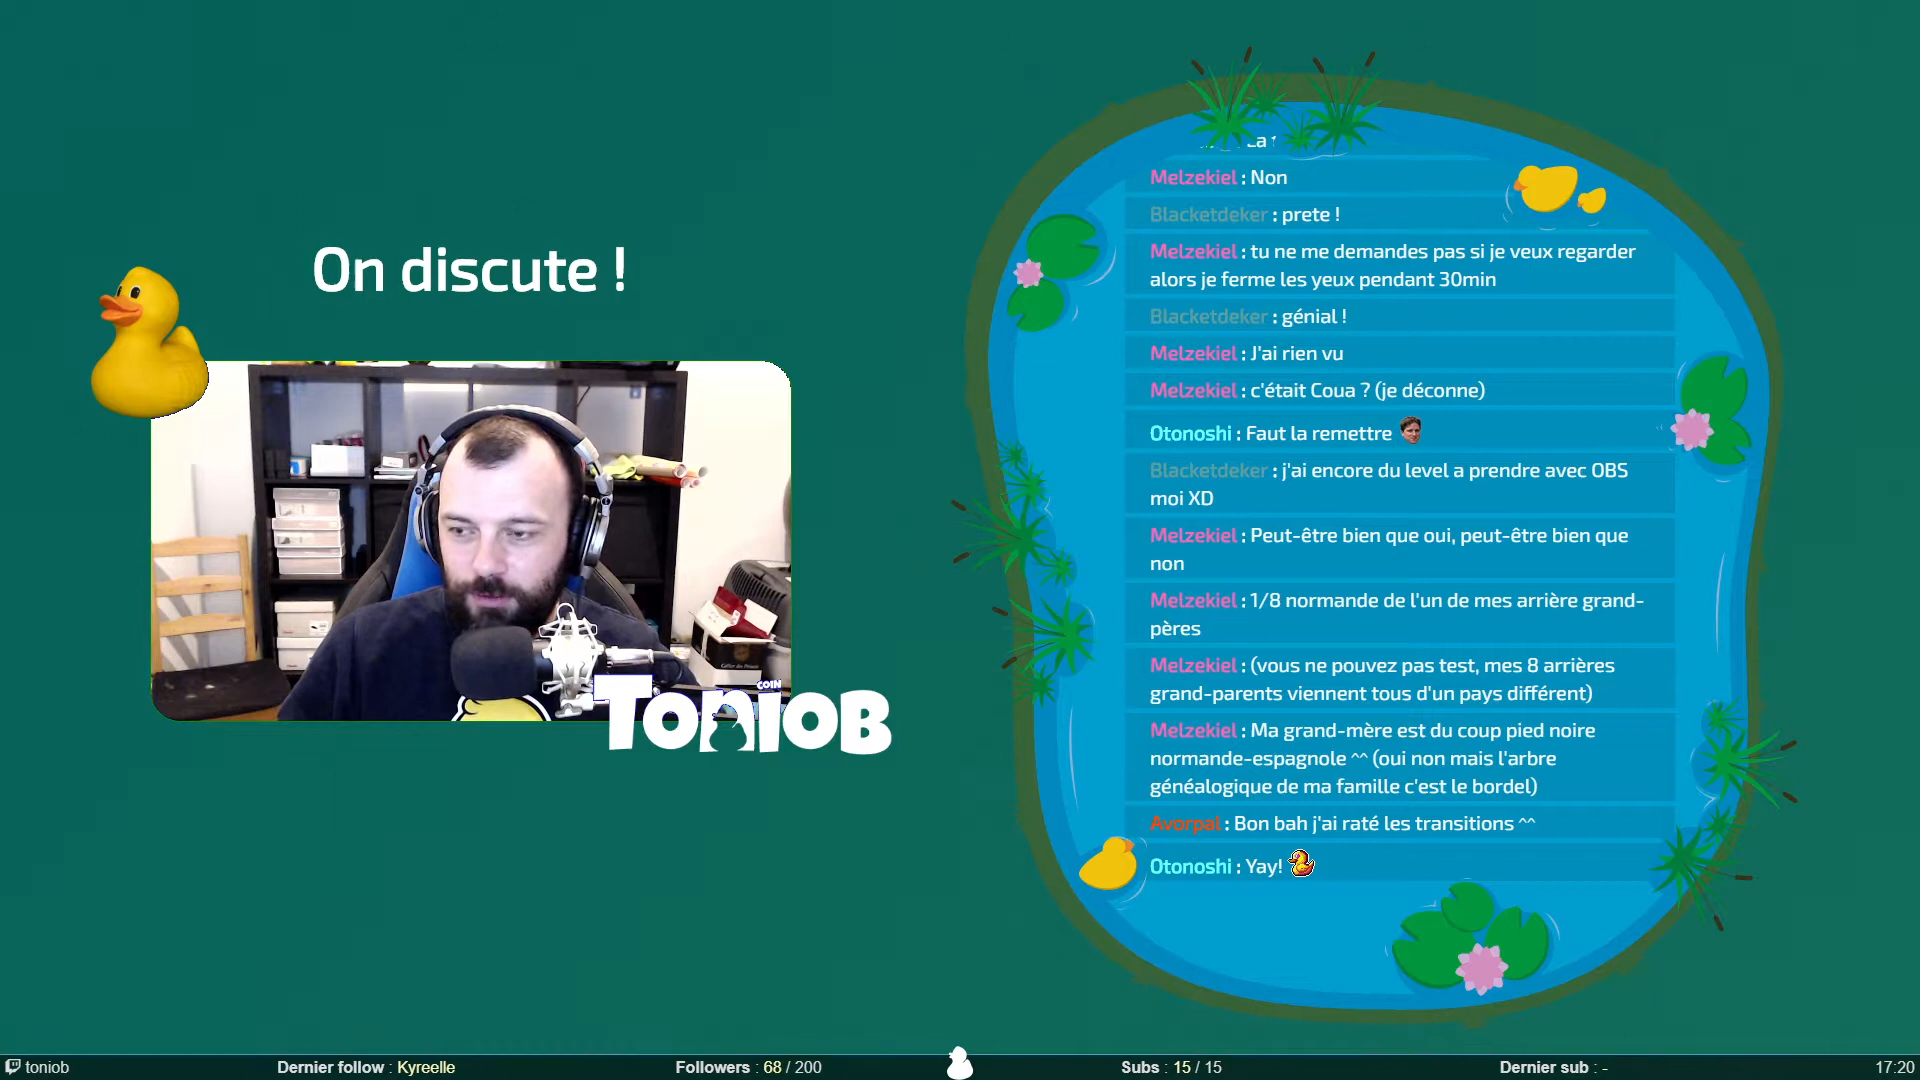 On discute !
COIN
TONIOB
La
Melzekiel : Non
Blacketdeker : prete !
Melzekiel : tu ne me demandes pas si je veux regarder
alors je ferme les yeux pendant 30min
Blacketdeker : génial !
Melzekiel : J'ai rien vu
Melzekiel : c'était Coua ? (je déconne)
Otonoshi : Faut la remettre
Blacketdeker : j'ai encore du level a prendre avec OBS
moi XD
Melzekiel : Peut-être bien que oui, peut-être bien que
non
Melzekiel : 1/8 normande de l'un de mes arrière grand-
pères
Melzekiel : (vous ne pouvez pas test, mes 8 arrières
grand-parents viennent tous d'un pays différent)
Melzekiel : Ma grand-mère est du coup pied noire
normande-espagnole ^^ (oui non mais l'arbre
généalogique de ma famille c'est le bordel)
Avorpal : Bon bah j'ai raté les transitions ^^
Otonoshi : Yay!
toniob
Dernier follow : Kyreelle
Followers : 68 / 200
Subs : 15 / 15
Dernier sub : -
17:20